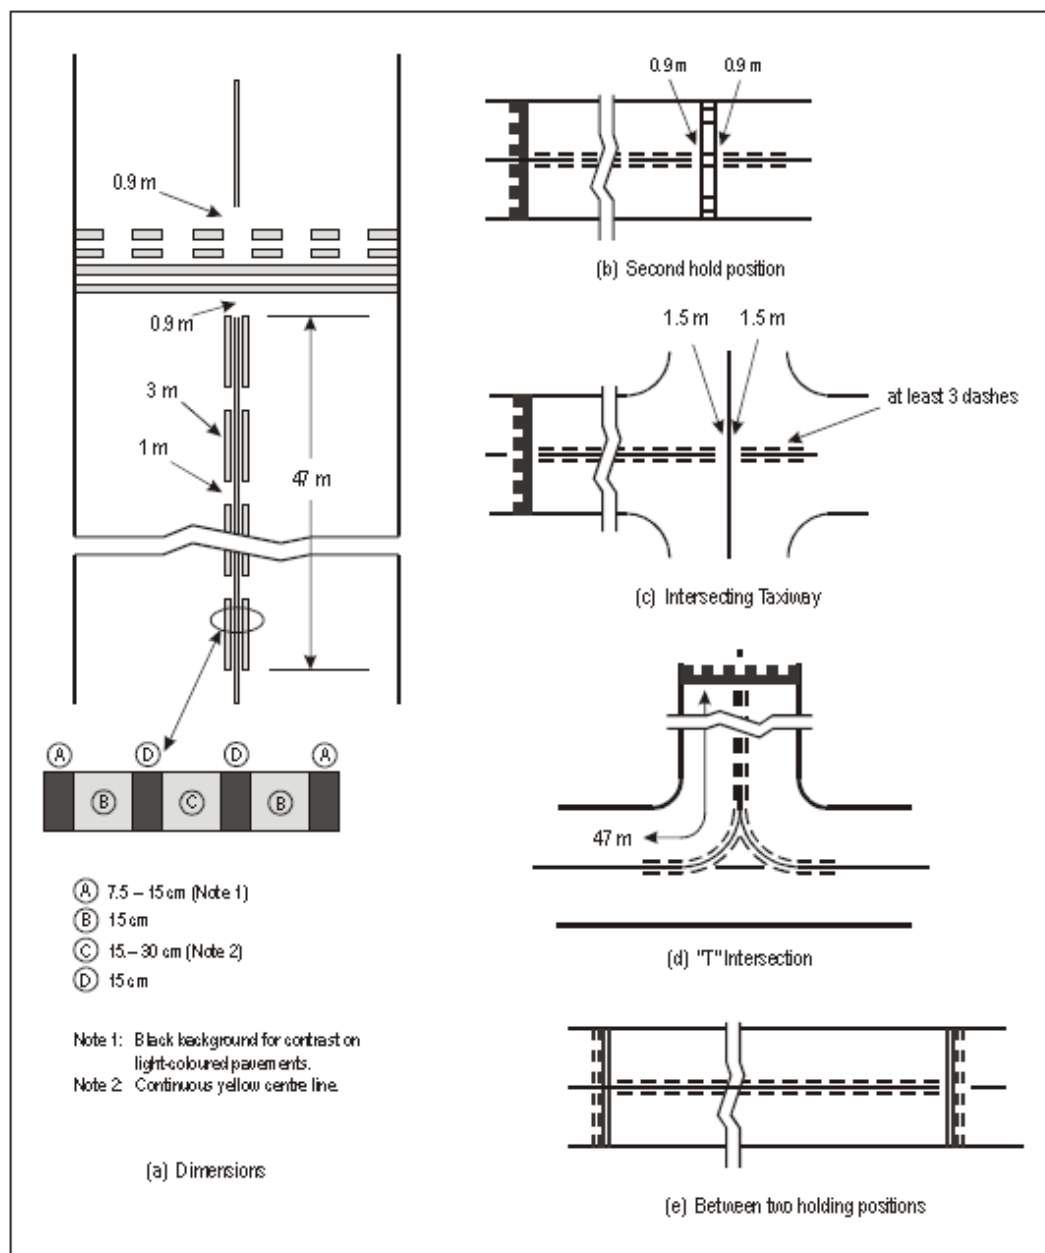 0.9 m
0.9 m
3 m
1 m
47 m
A D D A
B C B
A 7.5 – 15 cm (Note 1)
B 15 cm
C 15 – 30 cm (Note 2)
D 15 cm
Note 1: Black background for contrast on
light-coloured pavements.
Note 2: Continuous yellow centre line.
(a) Dimensions
0.9 m 0.9 m
(b) Second hold position
1.5 m 1.5 m
at least 3 dashes
(c) Intersecting Taxiway
47 m
(d) "T" Intersection
(e) Between two holding positions